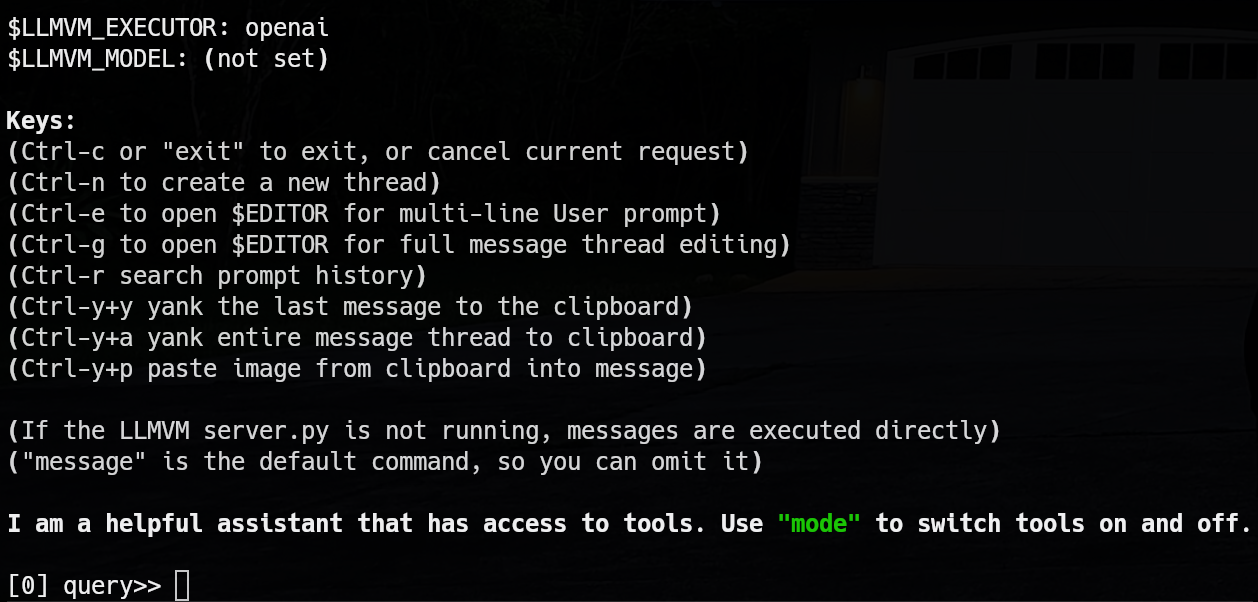 $LLMVM_EXECUTOR: openai
$LLMVM_MODEL: (not set)
Keys:
(Ctrl-c or "exit" to exit, or cancel current request)
(Ctrl-n to create a new thread)
(Ctrl-e to open $EDITOR for multi-line User prompt)
(Ctrl-g to open $EDITOR for full message thread editing)
(Ctrl-r search prompt history)
(Ctrl-y+y yank the last message to the clipboard)
(Ctrl-y+a yank entire message thread to clipboard)
(Ctrl-y+p paste image from clipboard into message)
(If the LLMVM server.py is not running, messages are executed directly)
("message" is the default command, so you can omit it)
I am a helpful assistant that has access to tools. Use "mode" to switch tools on and off.
[0] query>>